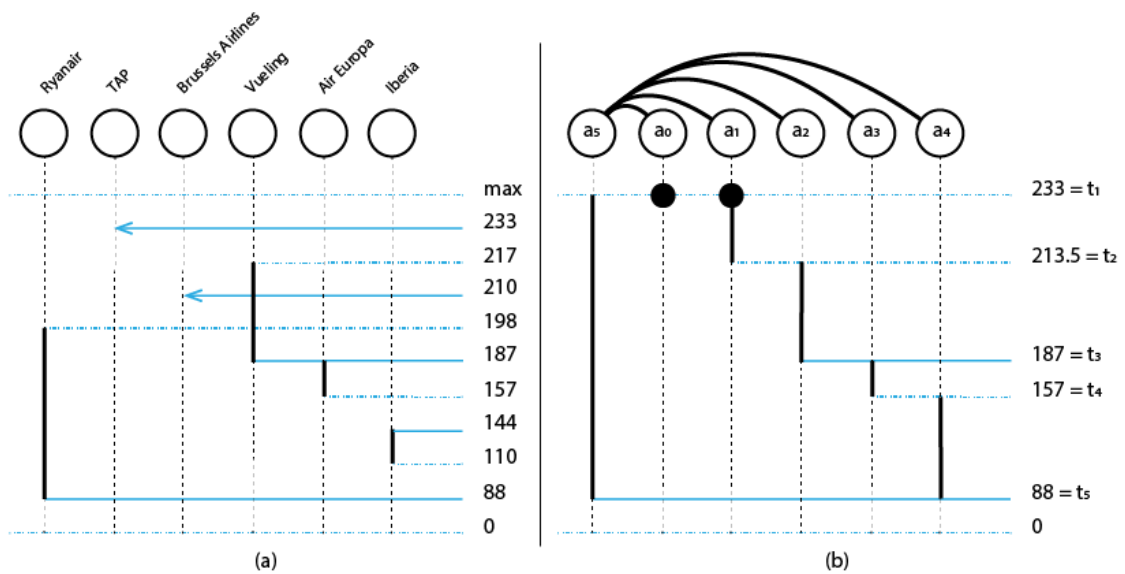 Ryanair
TAP
Brussels Airlines
Vueling
Air Europa
Iberia
max
233
217
210
198
187
157
144
110
88
0
(a)
a₅ a₀ a₁ a₂ a₃ a₄
233 = t₁
213.5 = t₂
187 = t₃
157 = t₄
88 = t₅
0
(b)